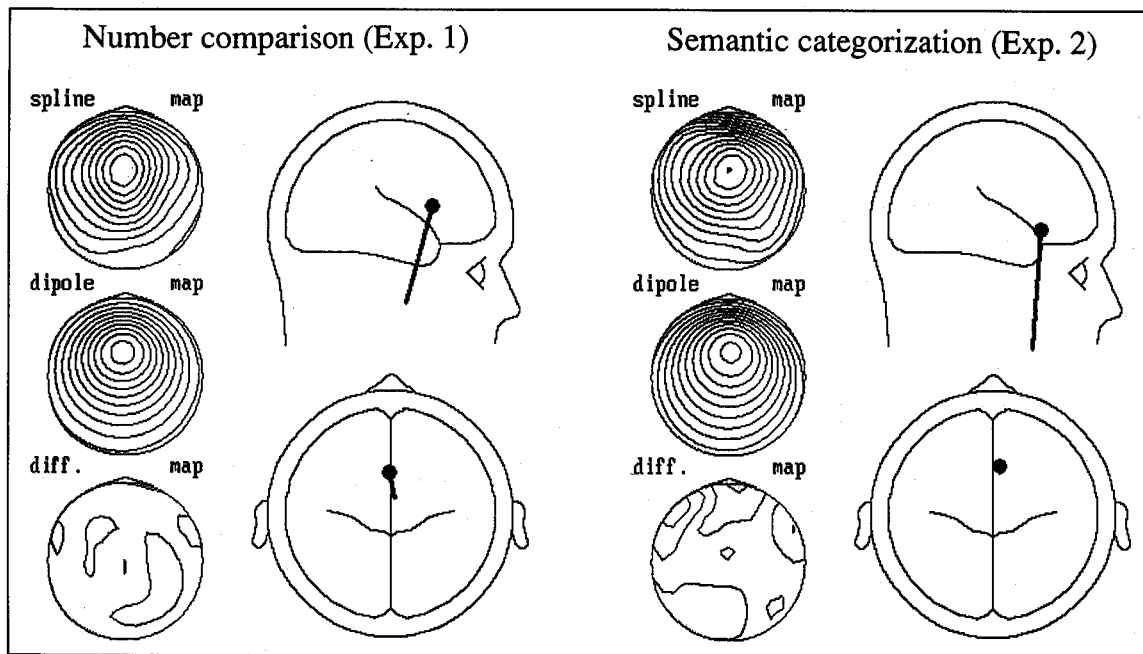 Number comparison (Exp. 1)
spline map
dipole map
diff. map
Semantic categorization (Exp. 2)
spline map
dipole map
diff. map